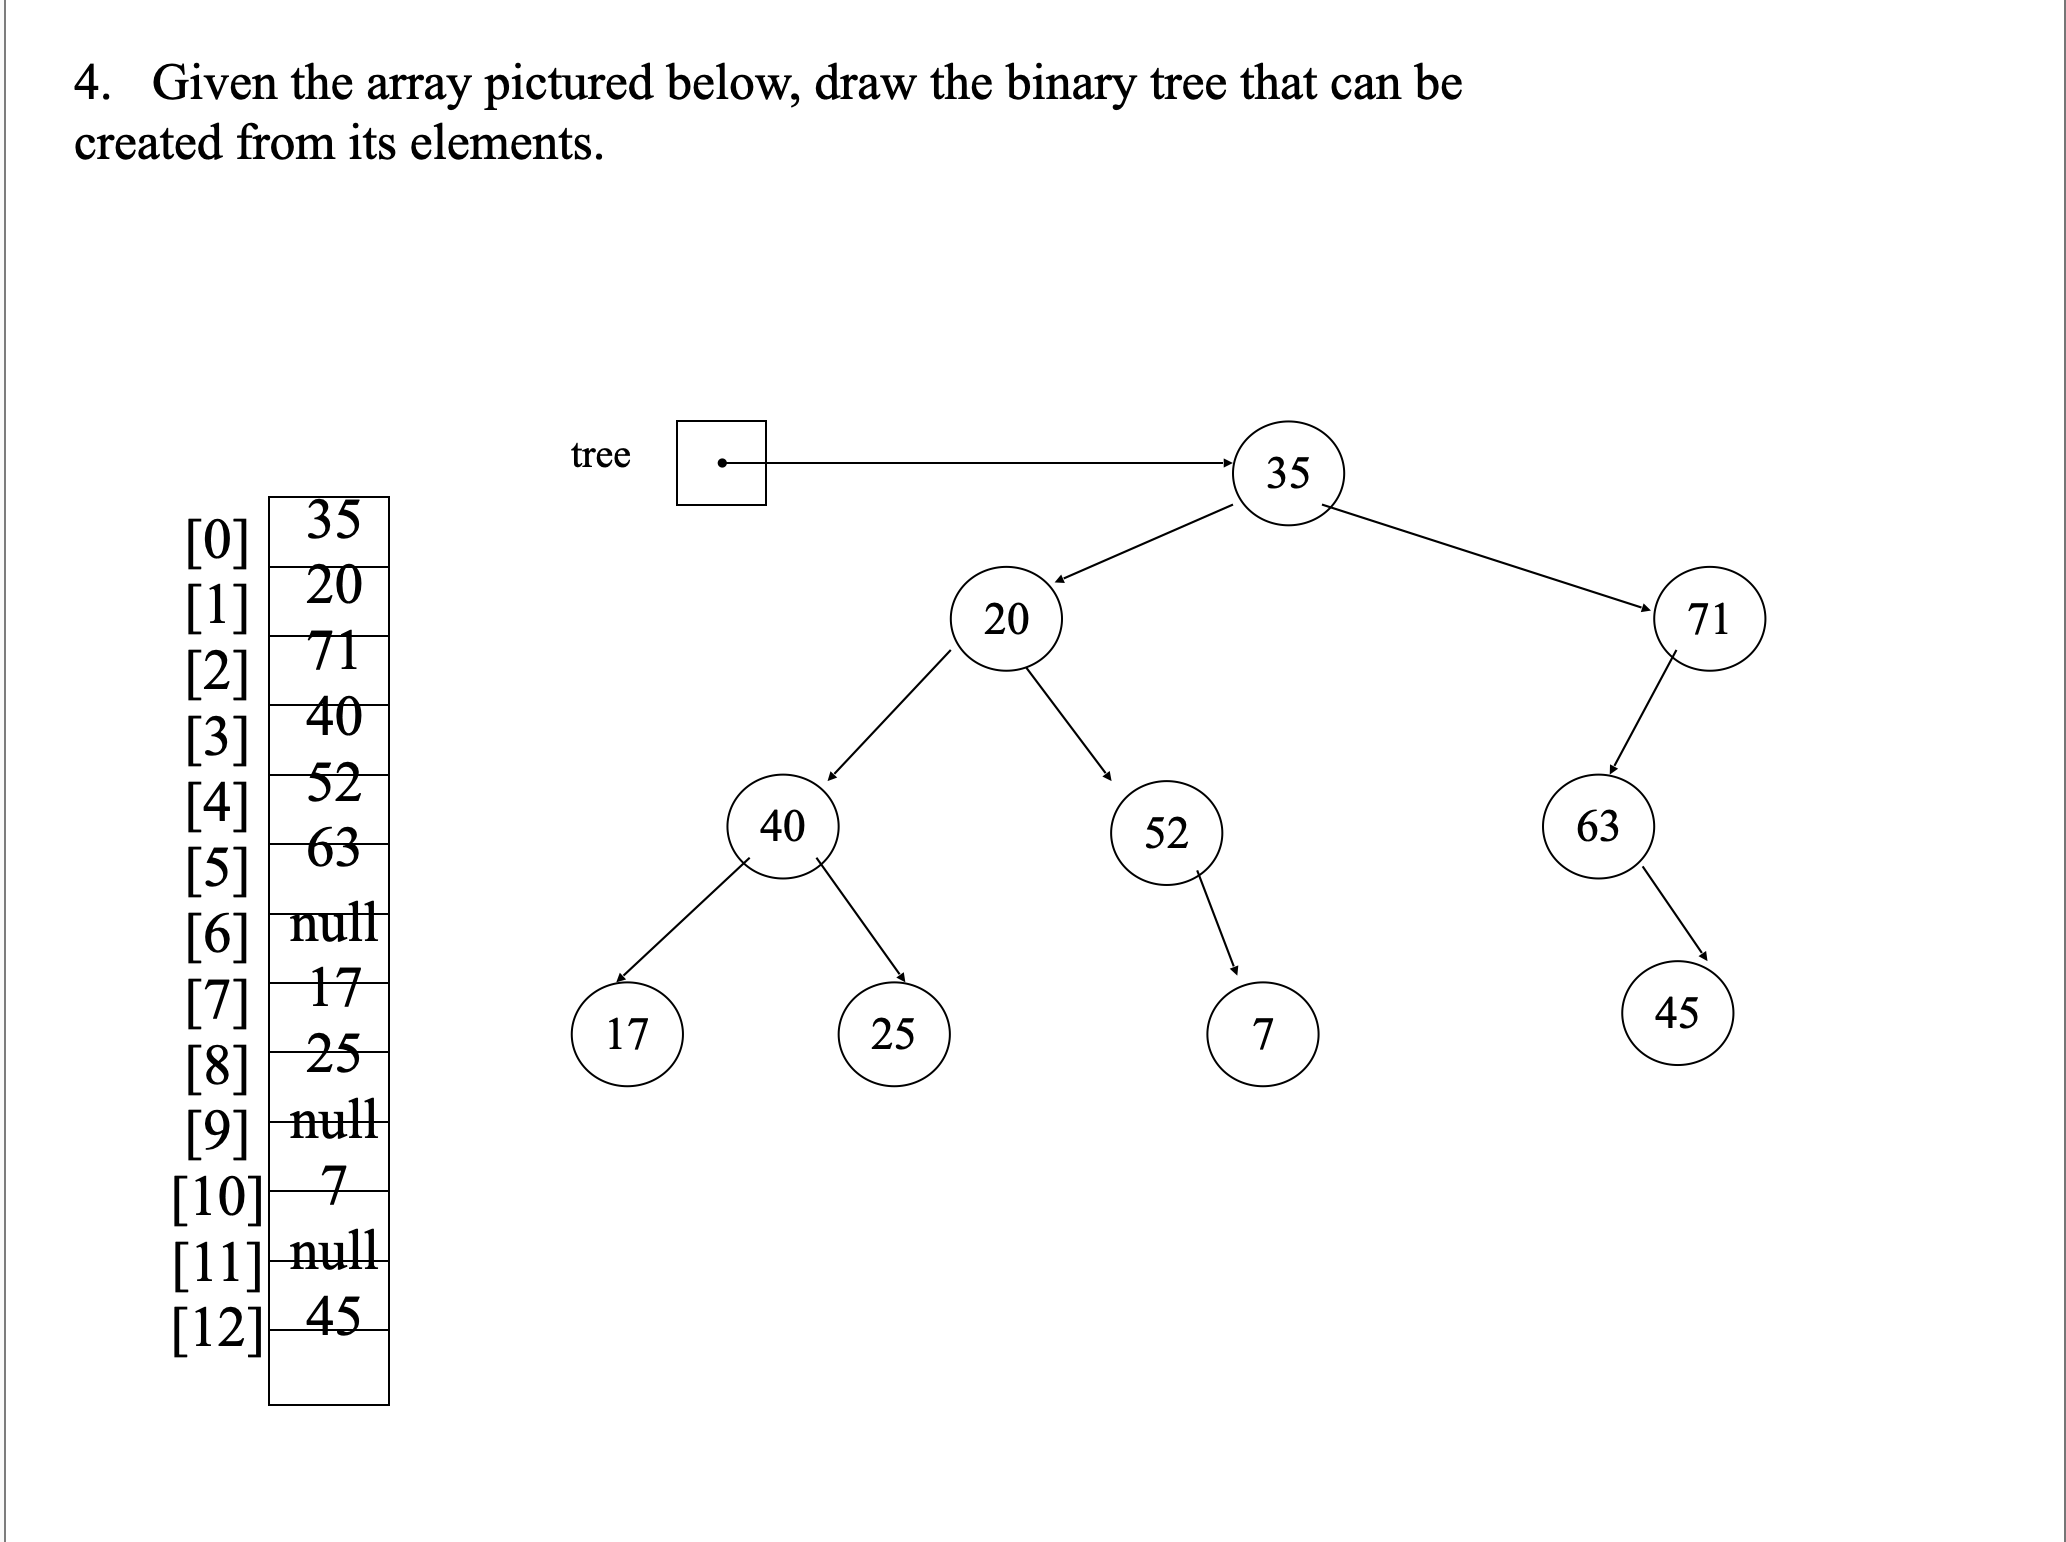 4. Given the array pictured below, draw the binary tree that can be
created from its elements.
tree
35
[0] 35
[1] 20
[2] 71
[3] 40
[4] 52
[5] 63
[6] null
[7] 17
[8] 25
[9] null
[10] 7
[11] null
[12] 45
20 71
40 52 63
17 25 7 45